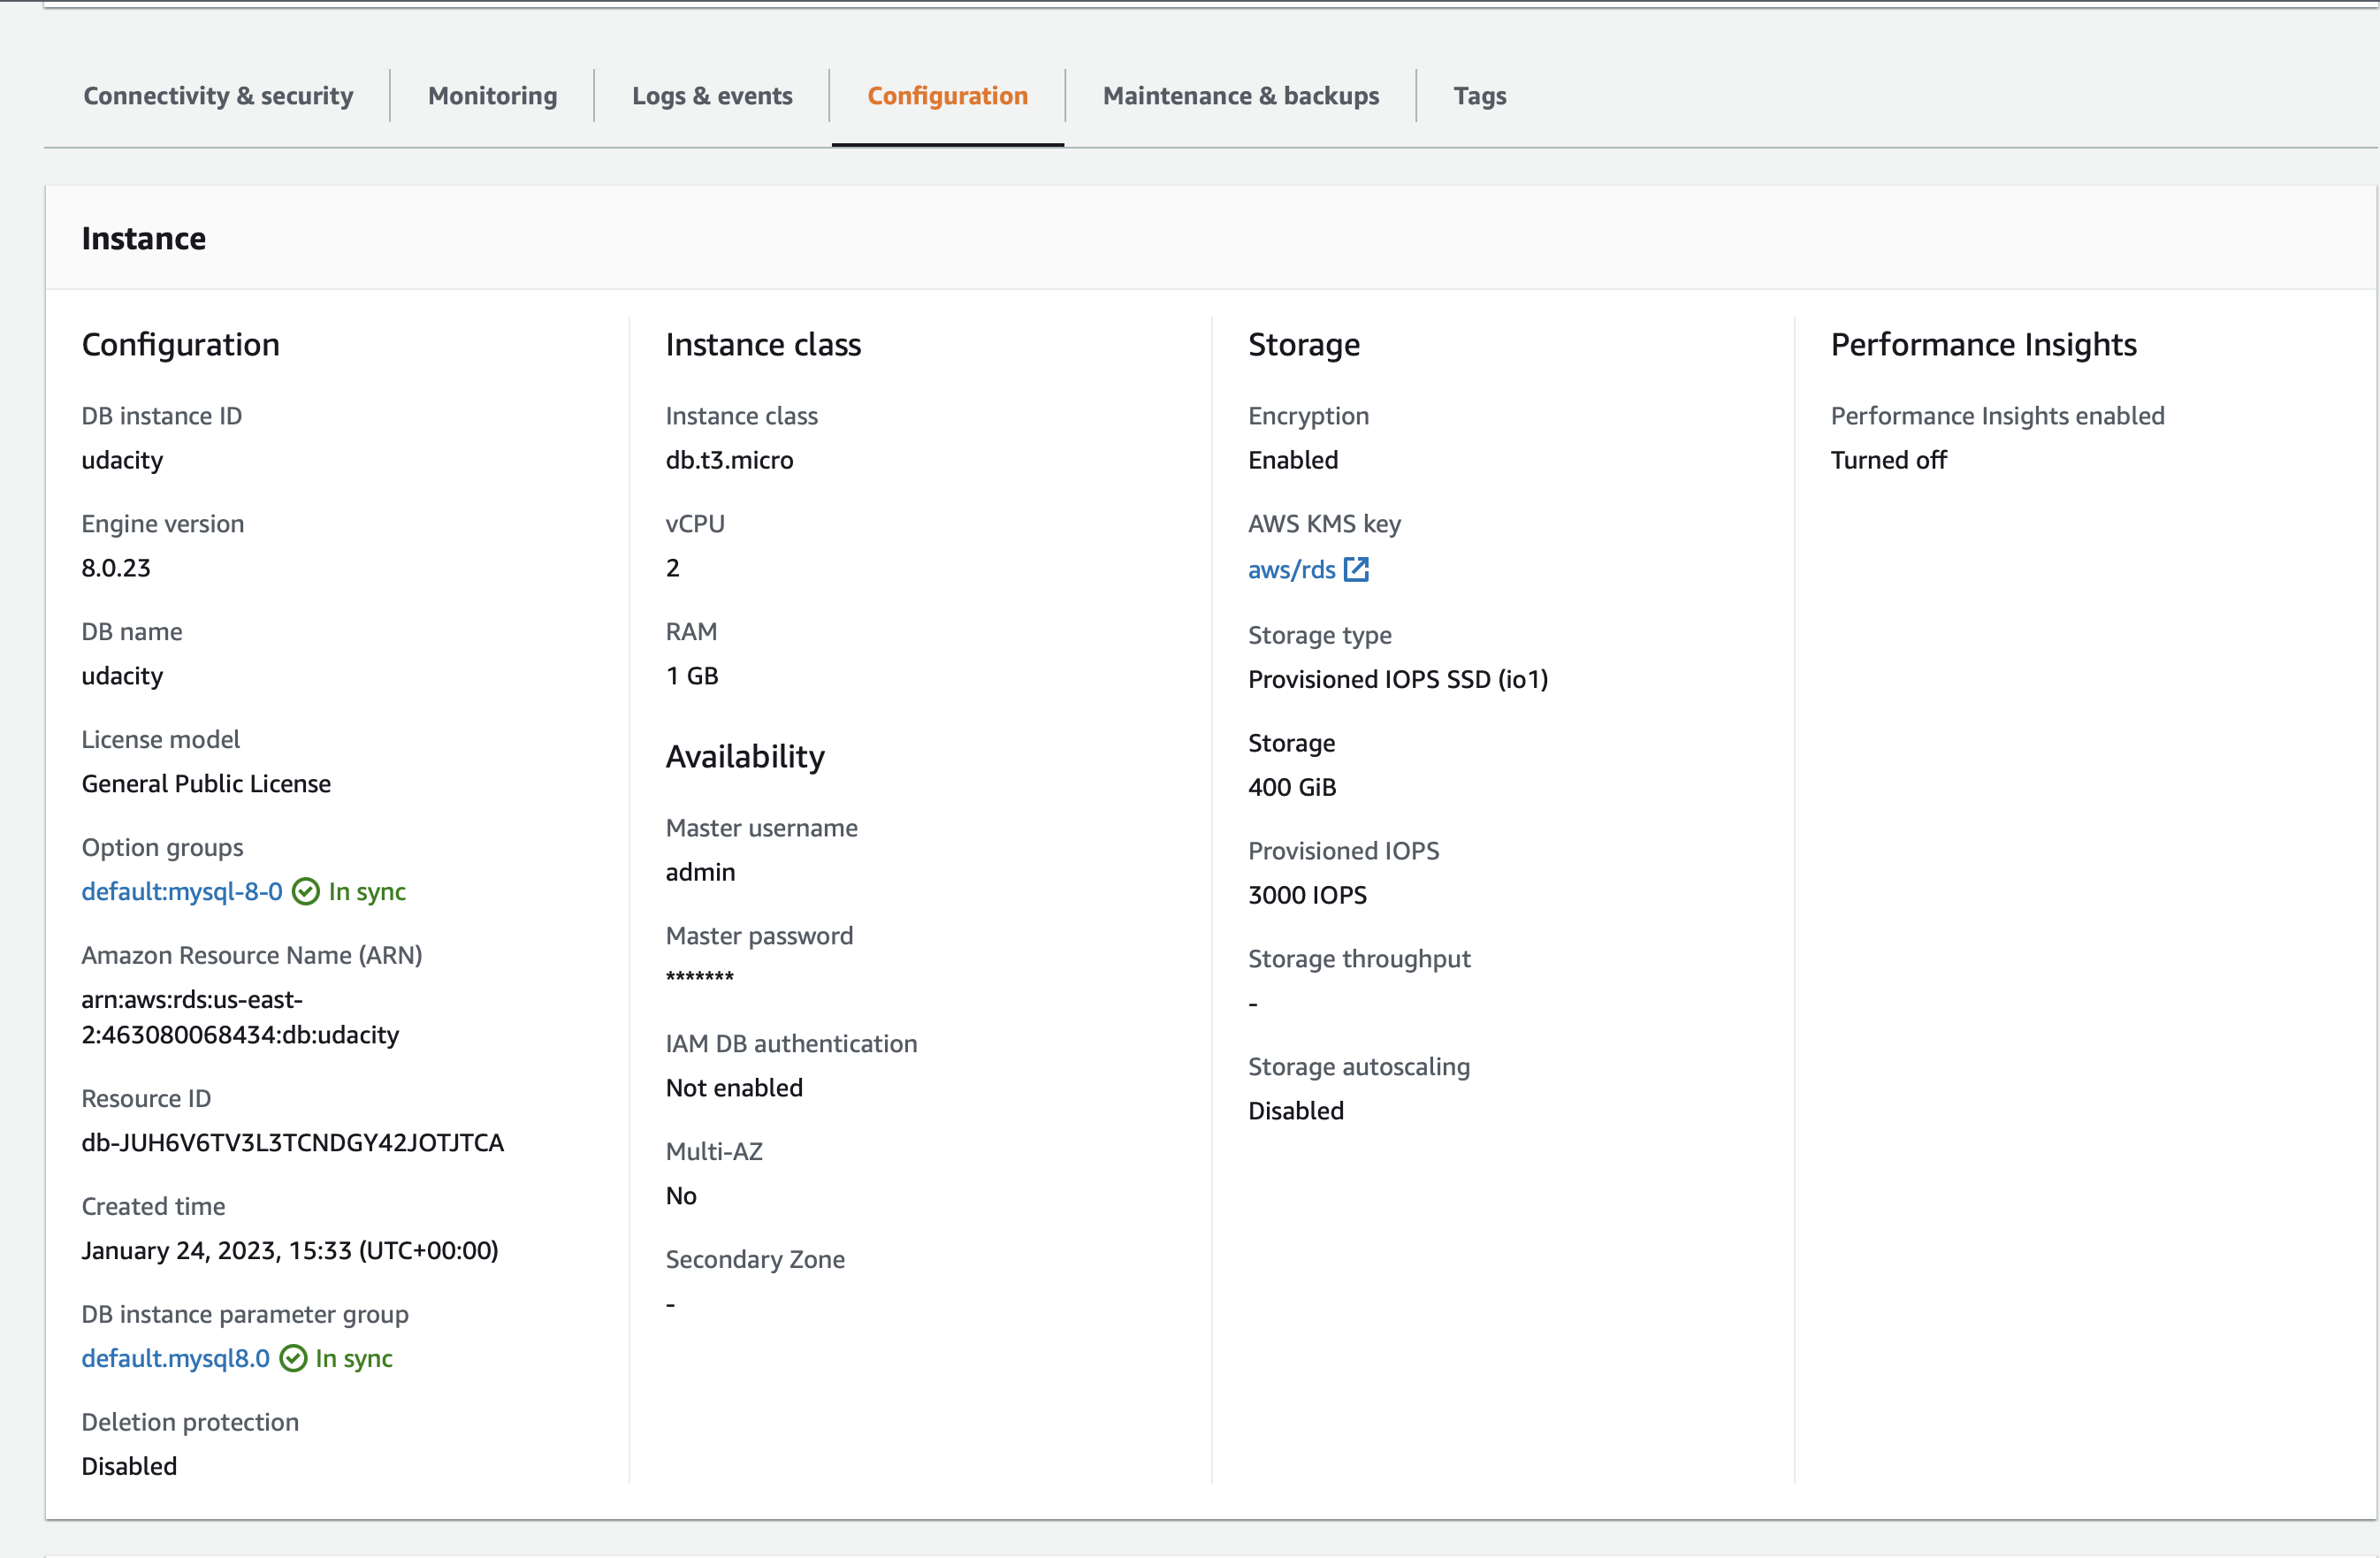 Connectivity & security
Monitoring
Logs & events
Configuration
Maintenance & backups
Tags
Instance
Configuration
DB instance ID
udacity
Engine version
8.0.23
DB name
udacity
License model
General Public License
Option groups
default:mysql-8-0 In sync
Amazon Resource Name (ARN)
arn:aws:rds:us-east-
2:463080068434:db:udacity
Resource ID
db-JUH6V6TV3L3TCNDGY42JOTJTCA
Created time
January 24, 2023, 15:33 (UTC+00:00)
DB instance parameter group
default.mysql8.0 In sync
Deletion protection
Disabled
Instance class
Instance class
db.t3.micro
vCPU
2
RAM
1 GB
Availability
Master username
admin
Master password
*******
IAM DB authentication
Not enabled
Multi-AZ
No
Secondary Zone
-
Storage
Encryption
Enabled
AWS KMS key
aws/rds
Storage type
Provisioned IOPS SSD (io1)
Storage
400 GiB
Provisioned IOPS
3000 IOPS
Storage throughput
-
Storage autoscaling
Disabled
Performance Insights
Performance Insights enabled
Turned off